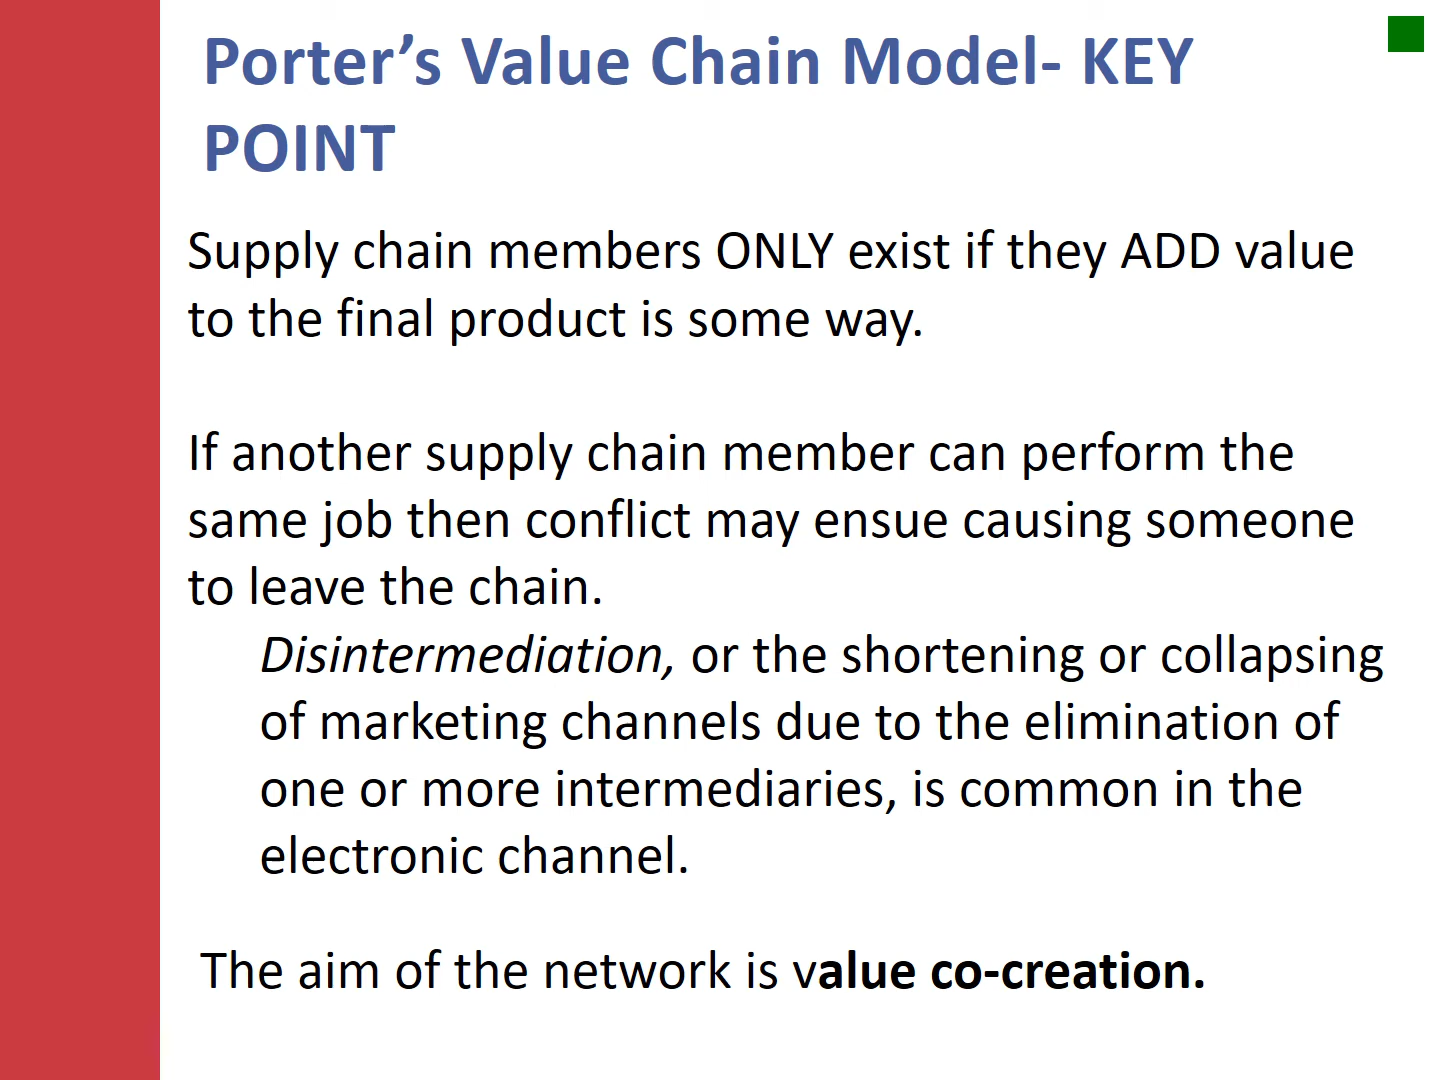 Porter’s Value Chain Model- KEY
POINT
Supply chain members ONLY exist if they ADD value
to the final product is some way.
If another supply chain member can perform the
same job then conflict may ensue causing someone
to leave the chain.
Disintermediation, or the shortening or collapsing
of marketing channels due to the elimination of
one or more intermediaries, is common in the
electronic channel.
The aim of the network is value co-creation.